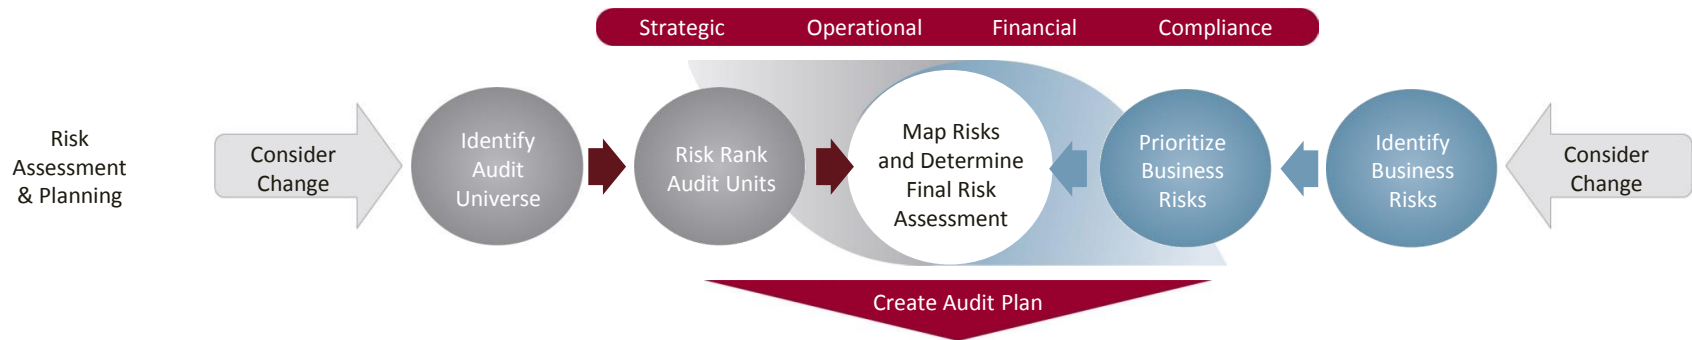 Strategic Operational Financial Compliance
Risk
Assessment
& Planning
Consider
Change
Identify
Audit
Universe
Risk Rank
Audit Units
Map Risks
and Determine
Final Risk
Assessment
Prioritize
Business
Risks
Identify
Business
Risks
Consider
Change
Create Audit Plan